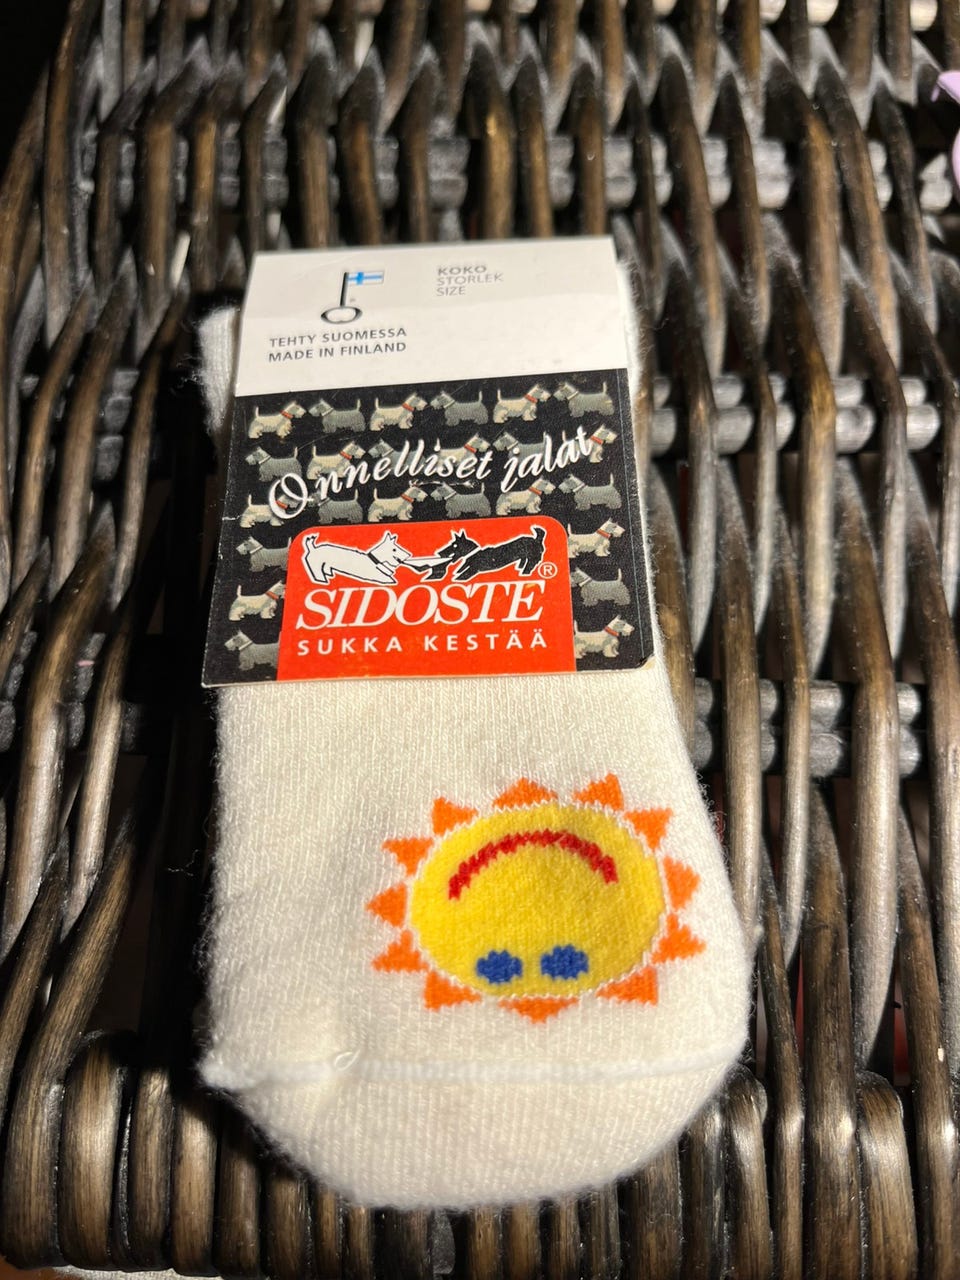 KOKO
STORLEK
SIZE
TEHTY SUOMESSA
MADE IN FINLAND
Onnelliset jalat
SIDOSTE®
SUKKA KESTÄÄ